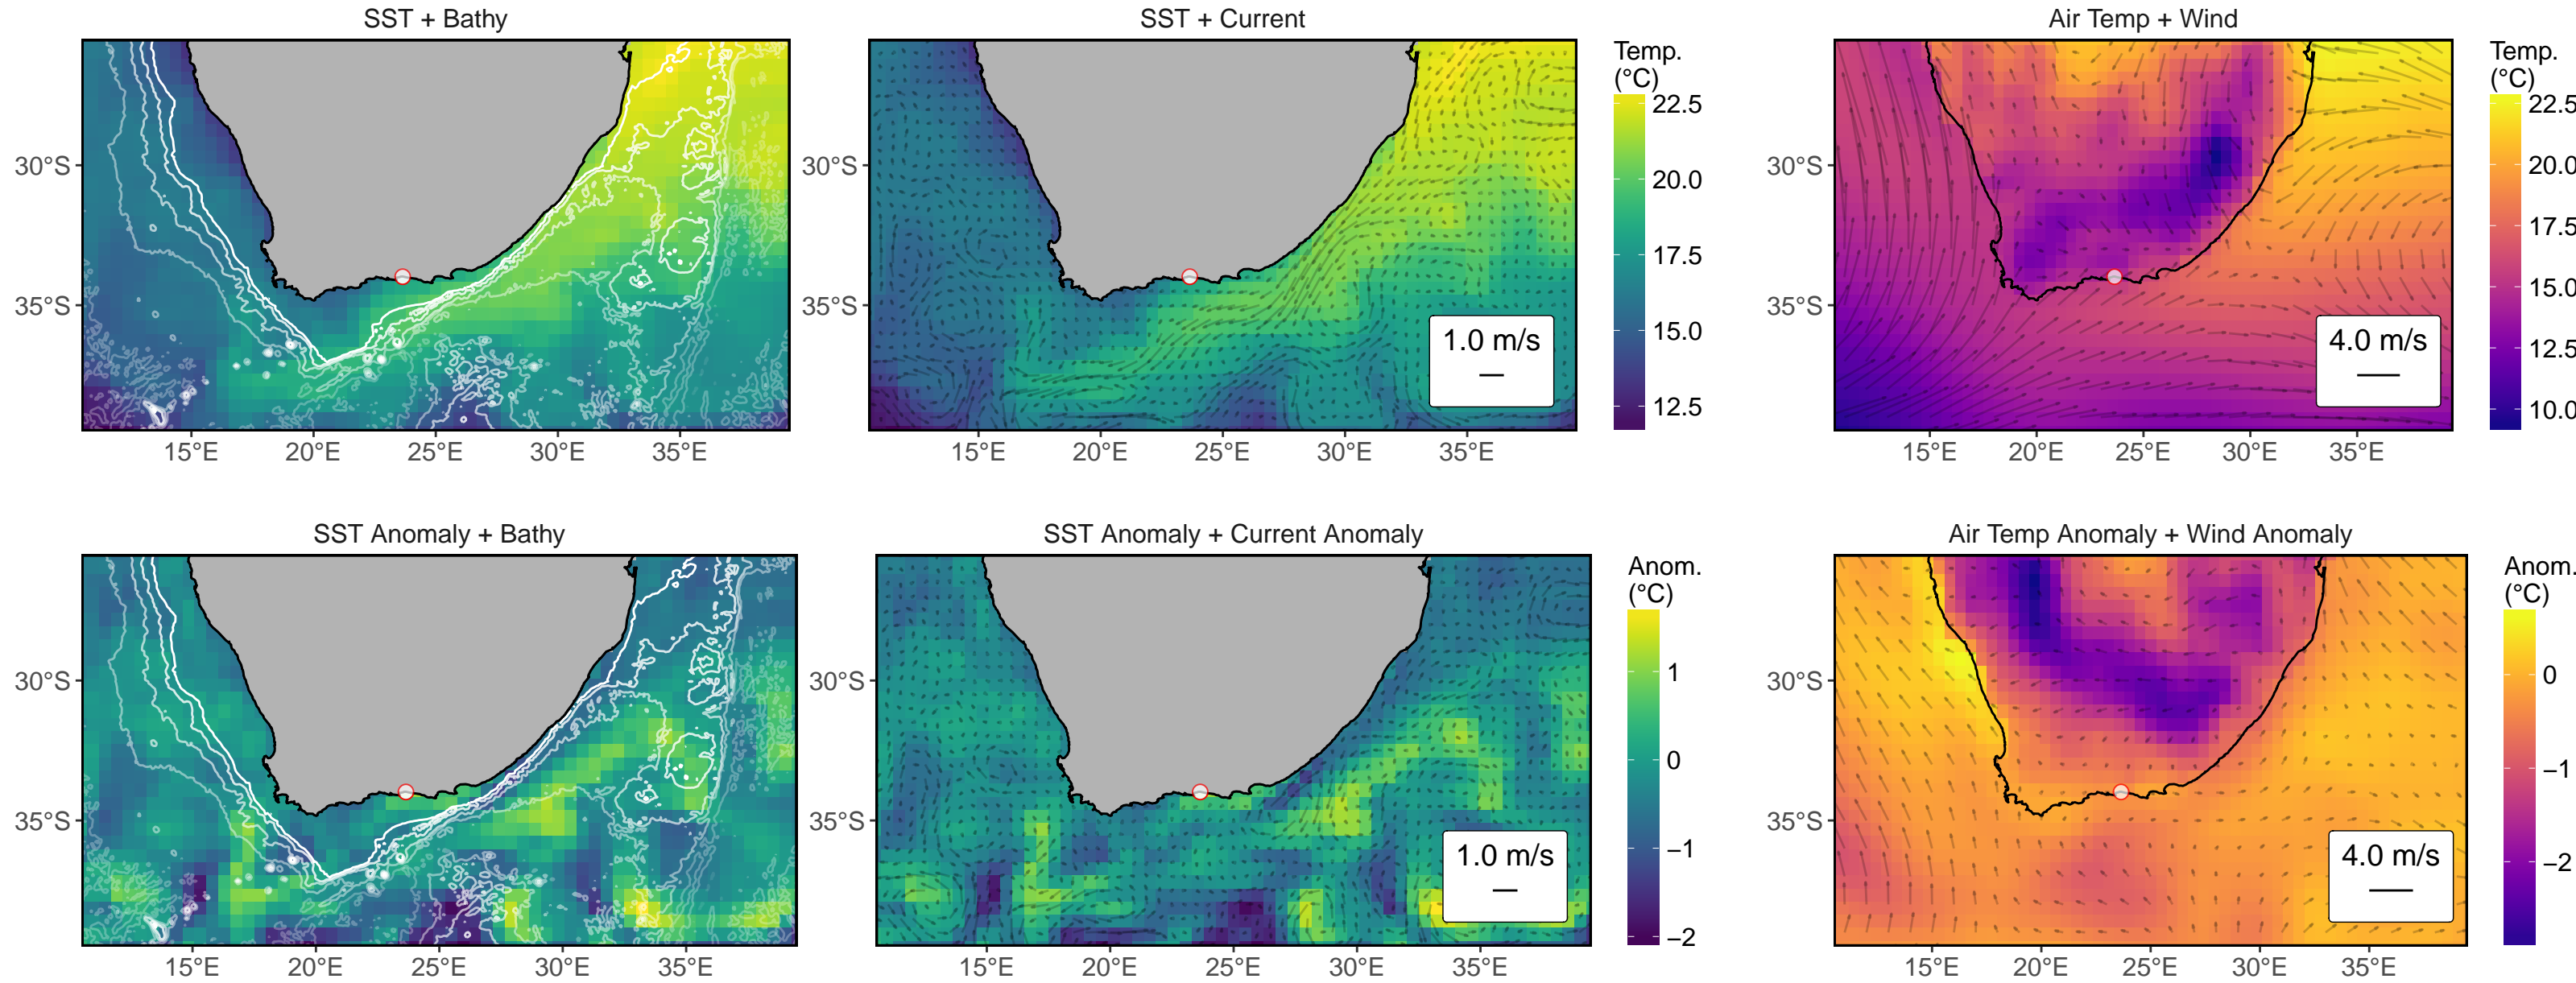 SST + Bathy
30°S
35°S
15°E 20°E 25°E 30°E 35°E
SST + Current
30°S
35°S
1.0 m/s
15°E 20°E 25°E 30°E 35°E
Temp.
(°C)
22.5
20.0
17.5
15.0
12.5
Air Temp + Wind
30°S
35°S
4.0 m/s
15°E 20°E 25°E 30°E 35°E
Temp.
(°C)
22.5
20.0
17.5
15.0
12.5
10.0
SST Anomaly + Bathy
30°S
35°S
15°E 20°E 25°E 30°E 35°E
SST Anomaly + Current Anomaly
30°S
35°S
1.0 m/s
15°E 20°E 25°E 30°E 35°E
Anom.
(°C)
1
0
−1
−2
Air Temp Anomaly + Wind Anomaly
30°S
35°S
4.0 m/s
15°E 20°E 25°E 30°E 35°E
Anom.
(°C)
0
−1
−2